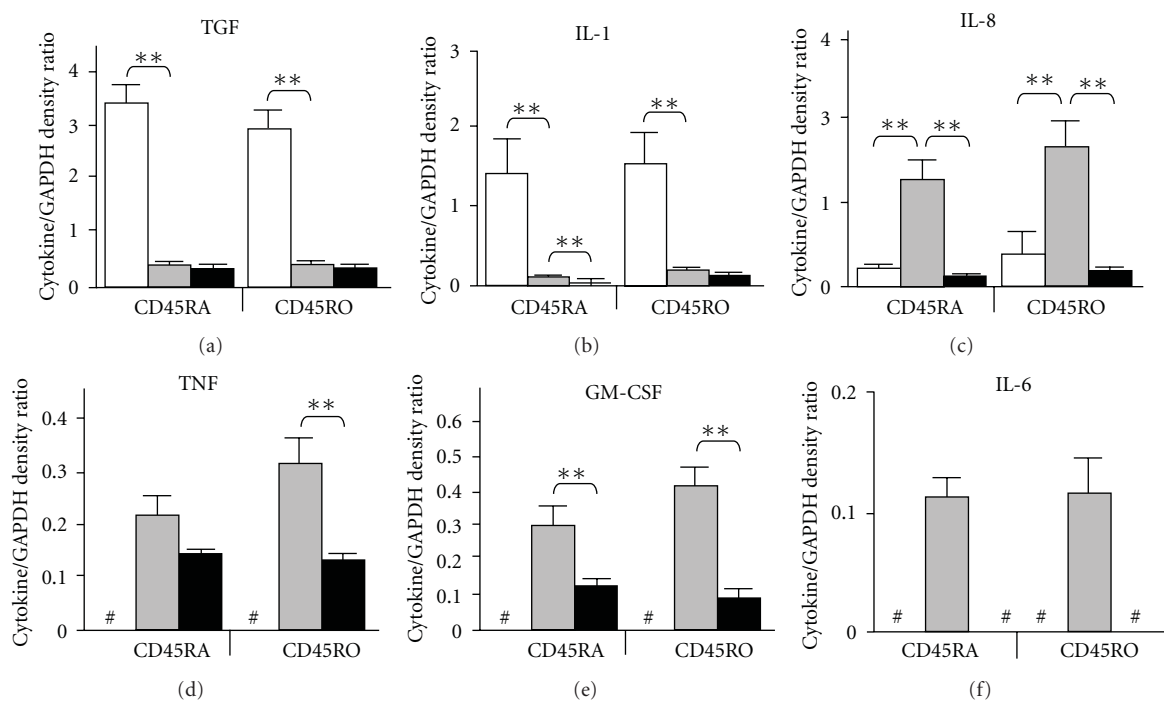 TGF
Cytokine/GAPDH density ratio
4
3
2
1
0
**
**
CD45RA
CD45RO
(a)
IL-1
Cytokine/GAPDH density ratio
3
2
1
0
**
**
**
CD45RA
CD45RO
(b)
IL-8
Cytokine/GAPDH density ratio
4
3
1
0
**
**
**
**
CD45RA
CD45RO
(c)
TNF
Cytokine/GAPDH density ratio
0.4
0.3
0.2
0.1
0
**
#
#
CD45RA
CD45RO
(d)
GM-CSF
Cytokine/GAPDH density ratio
0.6
0.5
0.4
0.3
0.2
0.1
0
**
**
#
#
CD45RA
CD45RO
(e)
IL-6
Cytokine/GAPDH density ratio
0.2
0.1
0
#
#
#
#
CD45RA
CD45RO
(f)